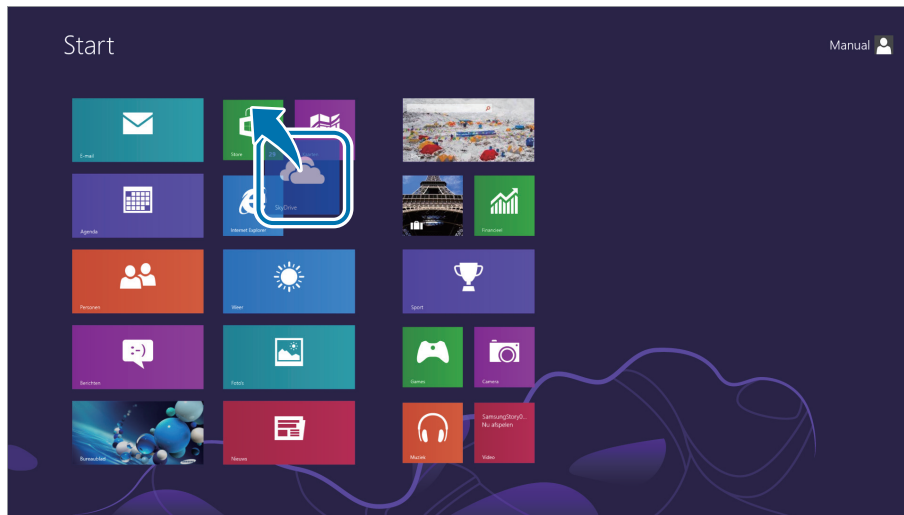 Start
Manual
E-mail
Store
Agenda
Internet Explorer
SkyDrive
Financieel
Personen
Weer
Sport
Berichten
Foto's
Games
Camera
SamsungStory0...
Nu afspelen
Bureaublad
Nieuws
Muziek
Video